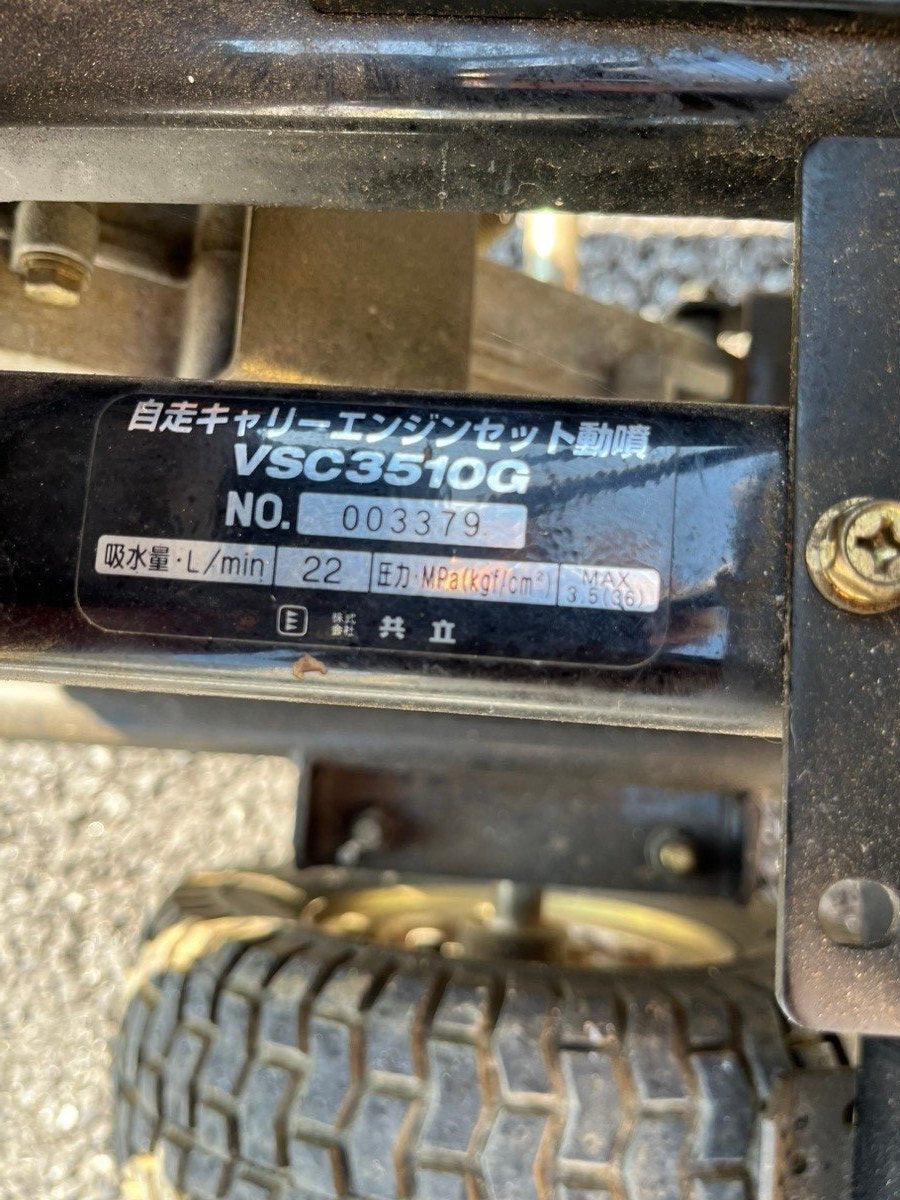 自走キャリーエンジンセット動噴
VSC3510G
NO. 003379
吸水量・L/min 22 圧力・MPa(kgf/cm²) MAX 3.5(36)
株式会社 共立